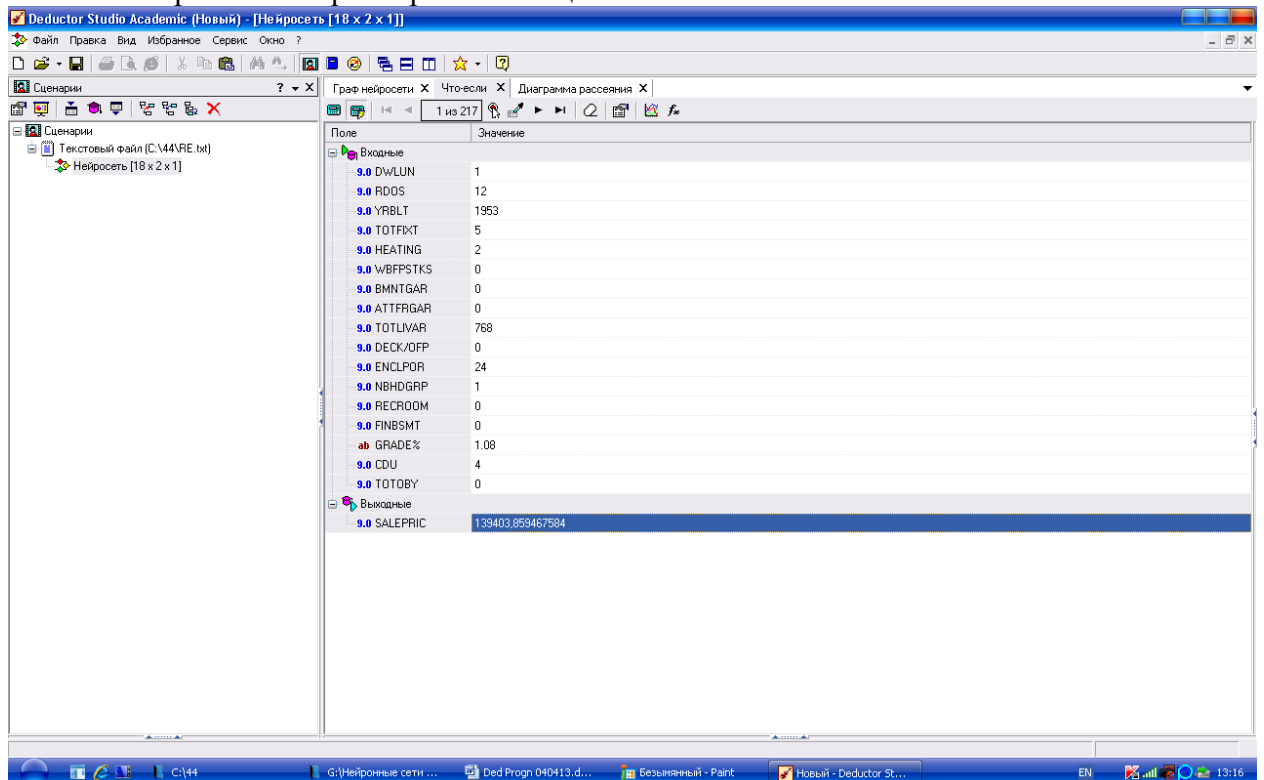 Deductor Studio Academic (Новый) - [Нейросеть [18 x 2 x 1]]
Файл Правка Вид Избранное Сервис Окно ?
Сценарии
Граф нейросети X Что-если X Диаграмма рассеяния X
1 из 217
Сценарии
Текстовый файл (C:\44\RE.txt)
Нейросеть [18 x 2 x 1]
Поле Значение
Входные
9.0 DWLUN 1
9.0 RDOS 12
9.0 YRBLT 1953
9.0 TOTFIXT 5
9.0 HEATING 2
9.0 WBFPSTKS 0
9.0 BMNTGAR 0
9.0 ATTFRGAR 0
9.0 TOTLIVAR 768
9.0 DECK/OFP 0
9.0 ENCLPOR 24
9.0 NBHDGRP 1
9.0 RECROOM 0
9.0 FINBSMT 0
ab GRADE% 1.08
9.0 CDU 4
9.0 TOTOBY 0
Выходные
9.0 SALEPRIC 139403,859467584
C:\44 G:\Нейронные сети ... Ded Progn 040413.d... Безымянный - Paint Новый - Deductor St... EN 13:16